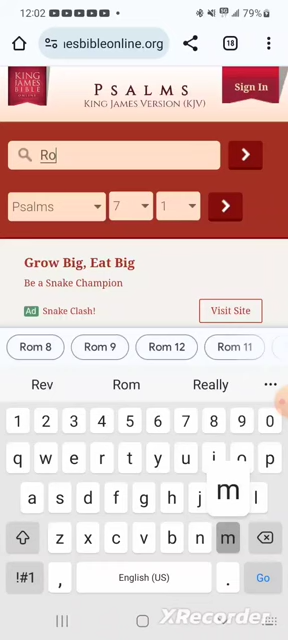 12:02
5G
79%
nesbibleonline.org
18
KING
JAMES
BIBLE
ONLINE
PSALMS
KING JAMES VERSION (KJV)
Sign In
Ro
Psalms 7 1
Grow Big, Eat Big
Be a Snake Champion
Ad Snake Clash!
Visit Site
Rom 8 Rom 9 Rom 12 Rom 11
Rev Rom Really ...
1 2 3 4 5 6 7 8 9 0
q w e r t y u i o p
a s d f g h j m l
z x c v b n m
!#1 , English (US) . Go
XRecorder